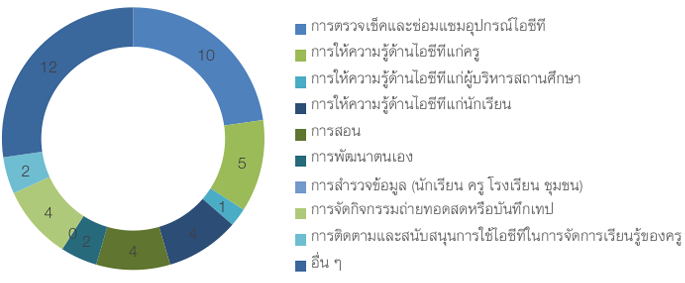 การตรวจเช็คและซ่อมแซมอุปกรณ์ไอซีที
การให้ความรู้ด้านไอซีทีแก่ครู
การให้ความรู้ด้านไอซีทีแก่ผู้บริหารสถานศึกษา
การให้ความรู้ด้านไอซีทีแก่นักเรียน
การสอน
การพัฒนาตนเอง
การสำรวจข้อมูล (นักเรียน ครู โรงเรียน ชุมชน)
การจัดกิจกรรมถ่ายทอดสดหรือบันทึกเทป
การติดตามและสนับสนุนการใช้ไอซีทีในการจัดการเรียนรู้ของครู
อื่น ๆ
10
5
1
4
4
2
0
4
2
12